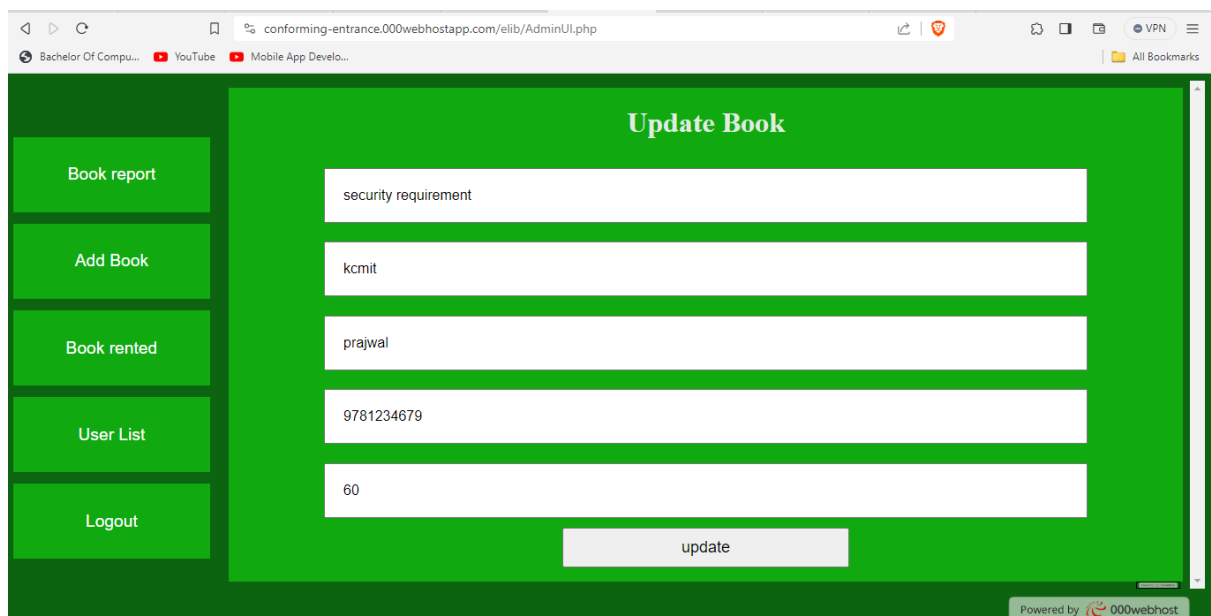 conforming-entrance.000webhostapp.com/elib/AdminUI.php
VPN
Bachelor Of Compu...
YouTube
Mobile App Develo...
All Bookmarks
Book report
Add Book
Book rented
User List
Logout
Update Book
security requirement
kcmit
prajwal
9781234679
60
update
Powered by 000webhost